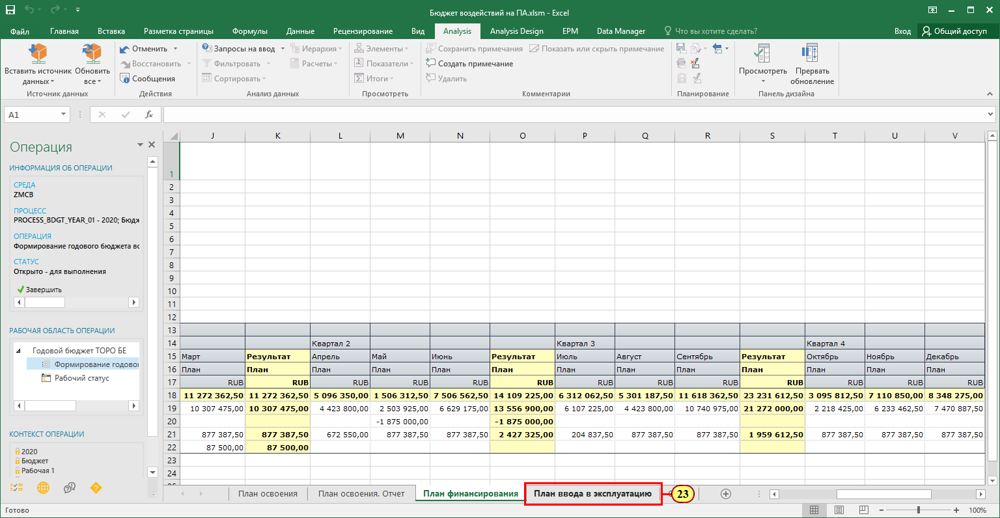 Бюджет воздействий на ПА.xlsm - Excel
Файл Главная Вставка Разметка страницы Формулы Данные Рецензирование Вид Analysis Analysis Design EPM Data Manager Что вы хотите сделать? Вход Общий доступ
Вставить источник данных
Обновить все
Источник данных
Отменить
Восстановить
Сообщения
Действия
Запросы на ввод
Фильтровать
Сортировать
Иерархия
Расчеты
Анализ данных
Элементы
Показатели
Итоги
Просмотреть
Сохранить примечания
Показать или скрыть примечание
Создать примечание
Удалить
Комментарии
Планирование
Просмотреть
Прервать обновление
Панель дизайна
A1
fx
Операция
ИНФОРМАЦИЯ ОБ ОПЕРАЦИИ
СРЕДА
ZMCB
ПРОЦЕСС
PROCESS_BDGT_YEAR_01 - 2020; Бюдж
ОПЕРАЦИЯ
Формирование годового бюджета вс
СТАТУС
Открыто - для выполнения
Завершить
РАБОЧАЯ ОБЛАСТЬ ОПЕРАЦИИ
Годовой бюджет ТОРО БЕ
Формирование годовог
Рабочий статус
КОНТЕКСТ ОПЕРАЦИИ
2020
Бюджет
Рабочая 1
J K L M N O P Q R S T U V
1
2
3
4
5
6
7
8
9
10
11
12
13
14 Квартал 2 Квартал 3 Квартал 4
15 Март Результат Апрель Май Июнь Результат Июль Август Сентябрь Результат Октябрь Ноябрь Декабрь
16 План План План План План План План План План План План План План
17 RUB RUB RUB RUB RUB RUB RUB RUB RUB RUB RUB RUB RUB
18 11 272 362,50 11 272 362,50 5 096 350,00 1 506 312,50 7 506 562,50 14 109 225,00 6 312 062,50 5 301 187,50 11 618 362,50 23 231 612,50 3 095 812,50 7 110 850,00 8 348 275,00
19 10 307 475,00 10 307 475,00 4 423 800,00 2 503 925,00 6 629 175,00 13 556 900,00 6 107 225,00 4 423 800,00 10 740 975,00 21 272 000,00 2 218 425,00 6 233 462,50 7 470 887,50
20 -1 875 000,00 -1 875 000,00
21 877 387,50 877 387,50 672 550,00 877 387,50 877 387,50 2 427 325,00 204 837,50 877 387,50 877 387,50 1 959 612,50 877 387,50 877 387,50 877 387,50
22 87 500,00 87 500,00
23
24
25
План освоения План освоения. Отчет План финансирования План ввода в эксплуатацию 23
Готово 100%